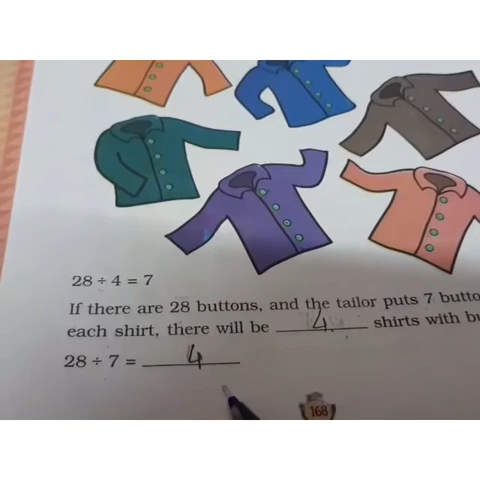 28 ÷ 4 = 7
If there are 28 buttons, and the tailor puts 7 butto
each shirt, there will be 4 shirts with b
28 ÷ 7 = 4
168